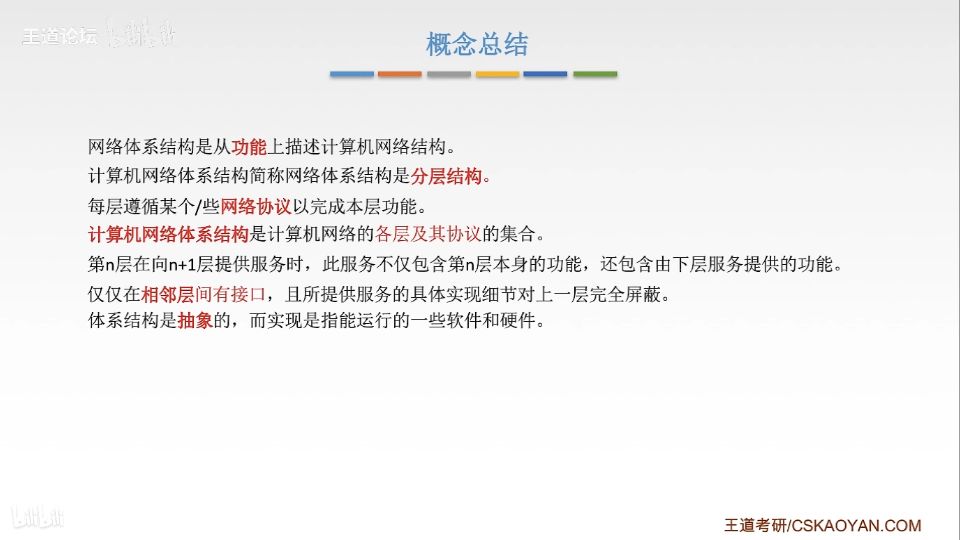 王道论坛 bilibili
概念总结
网络体系结构是从功能上描述计算机网络结构。
计算机网络体系结构简称网络体系结构是分层结构。
每层遵循某个/些网络协议以完成本层功能。
计算机网络体系结构是计算机网络的各层及其协议的集合。
第n层在向n+1层提供服务时，此服务不仅包含第n层本身的功能，还包含由下层服务提供的功能。
仅仅在相邻层间有接口，且所提供服务的具体实现细节对上一层完全屏蔽。
体系结构是抽象的，而实现是指能运行的一些软件和硬件。
bilibili
王道考研/CSKAOYAN.COM